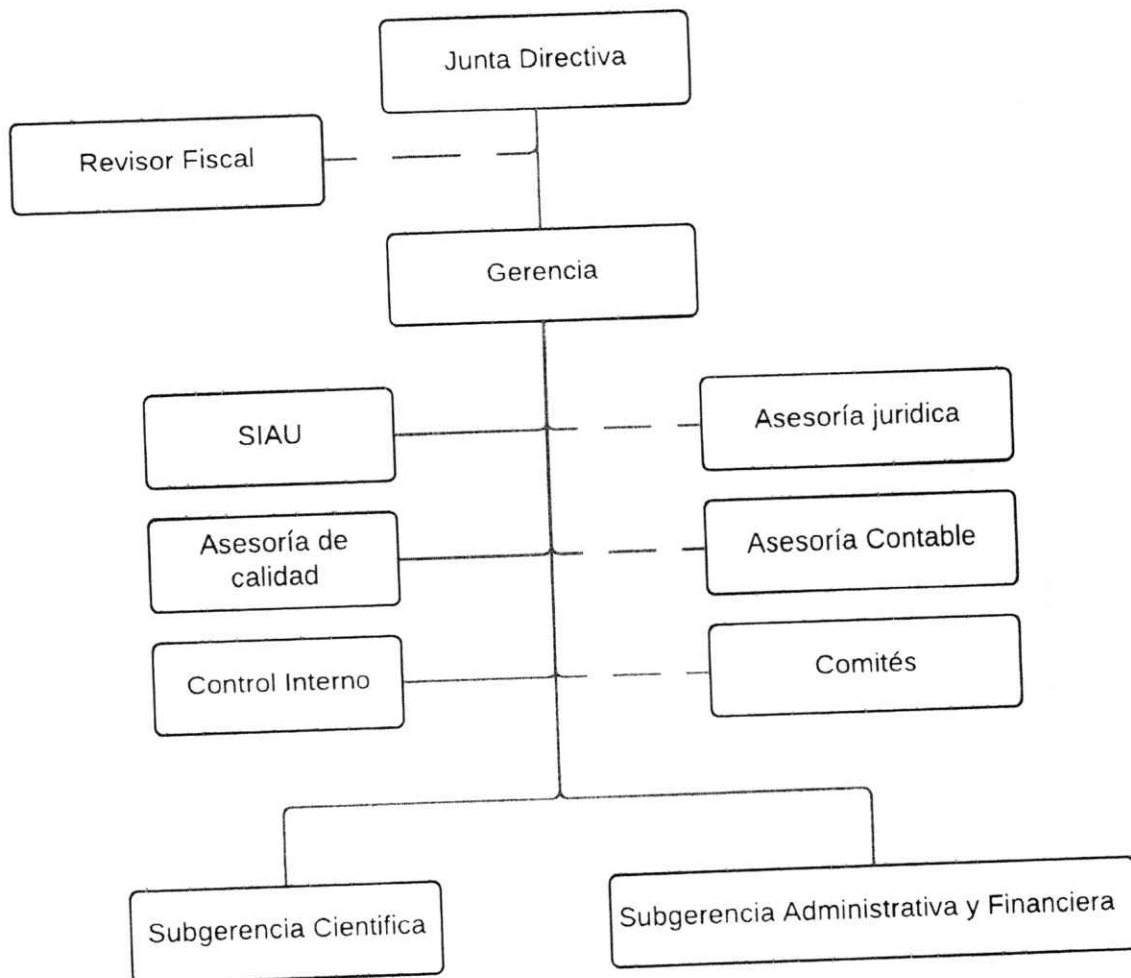 Junta Directiva
Revisor Fiscal
Gerencia
SIAU
Asesoría juridica
Asesoría de
calidad
Asesoría Contable
Control Interno
Comités
Subgerencia Cientifica
Subgerencia Administrativa y Financiera